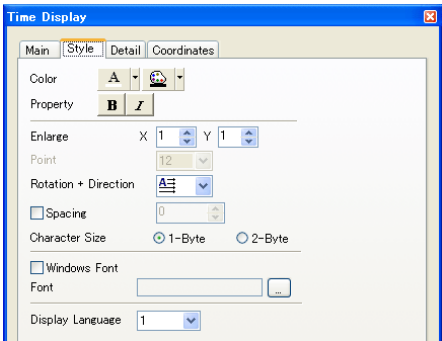 Time Display
Main Style Detail Coordinates
Color A
Property B I
Enlarge X 1 Y 1
Point 12
Rotation + Direction A
Spacing 0
Character Size 1-Byte 2-Byte
Windows Font
Font ...
Display Language 1